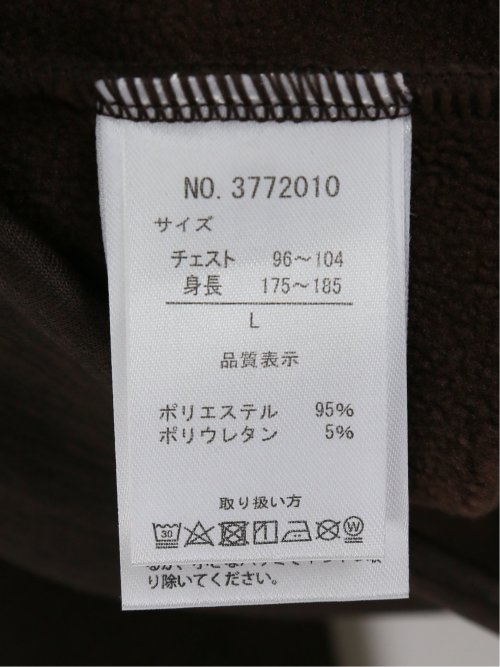 NO. 3772010
サイズ
チェスト 96～104
身長 175～185
L
品質表示
ポリエステル 95%
ポリウレタン 5%
取り扱い方
30 W
り除いてください。